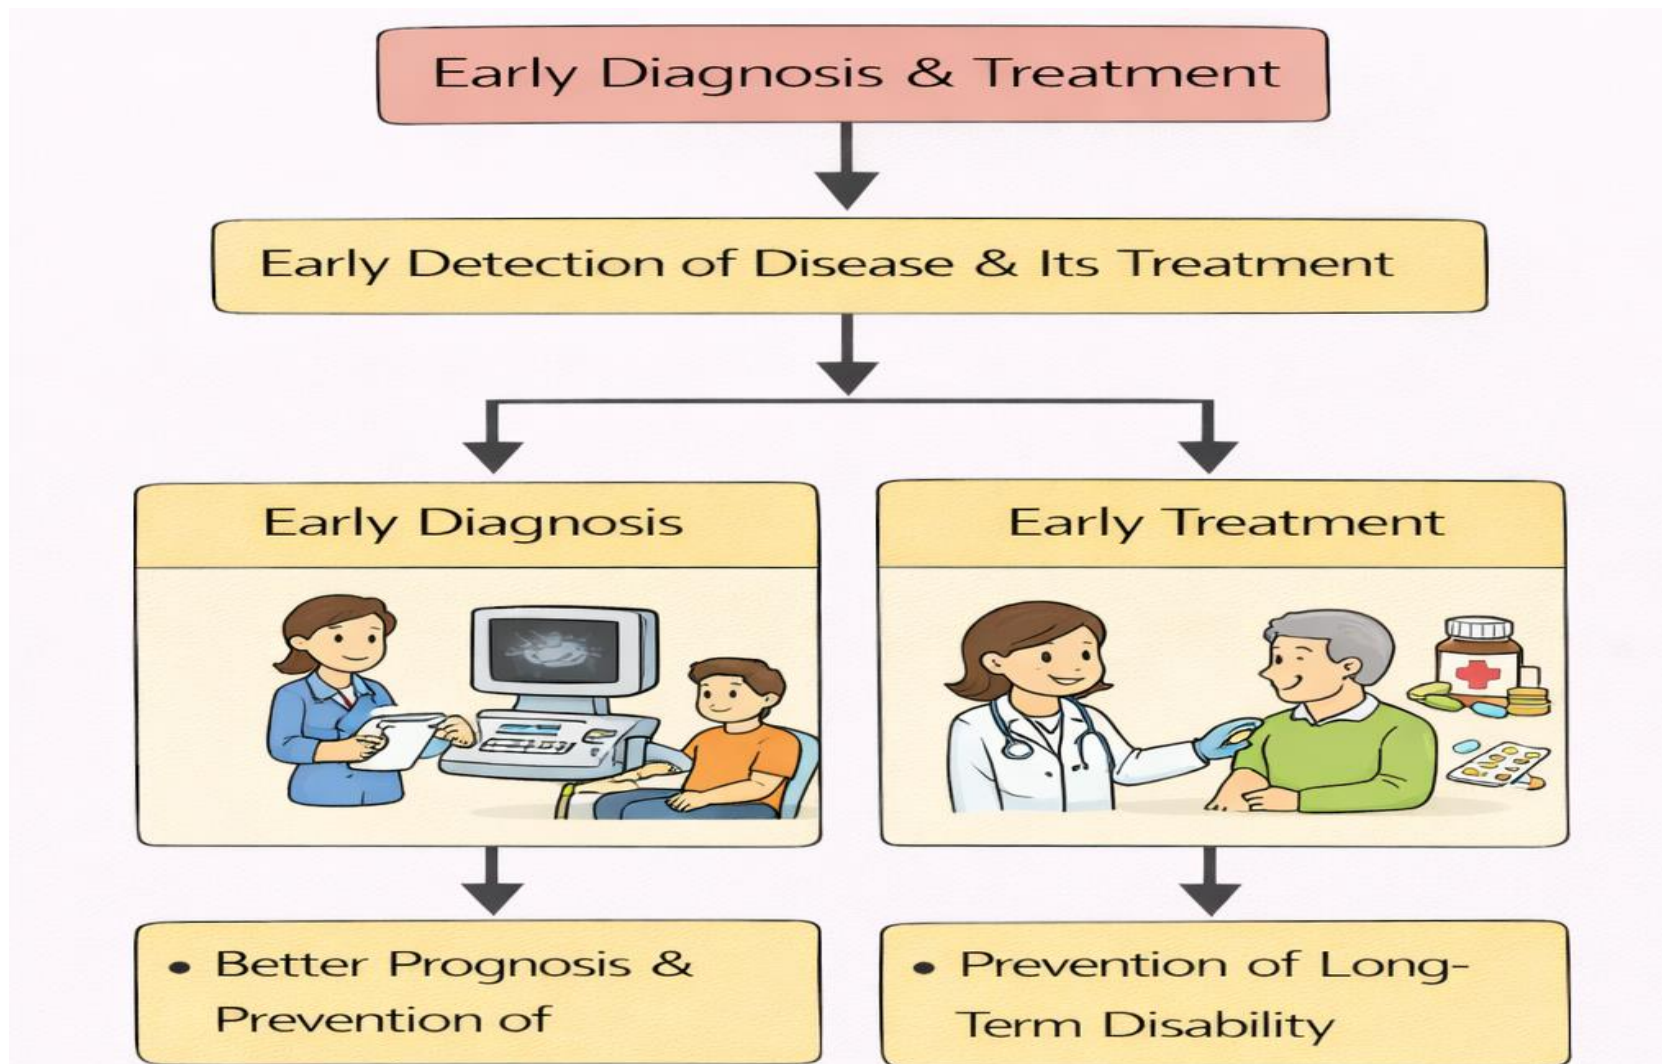 Early Diagnosis & Treatment
Early Detection of Disease & Its Treatment
Early Diagnosis
Early Treatment
• Better Prognosis &
Prevention of
• Prevention of Long-
Term Disability